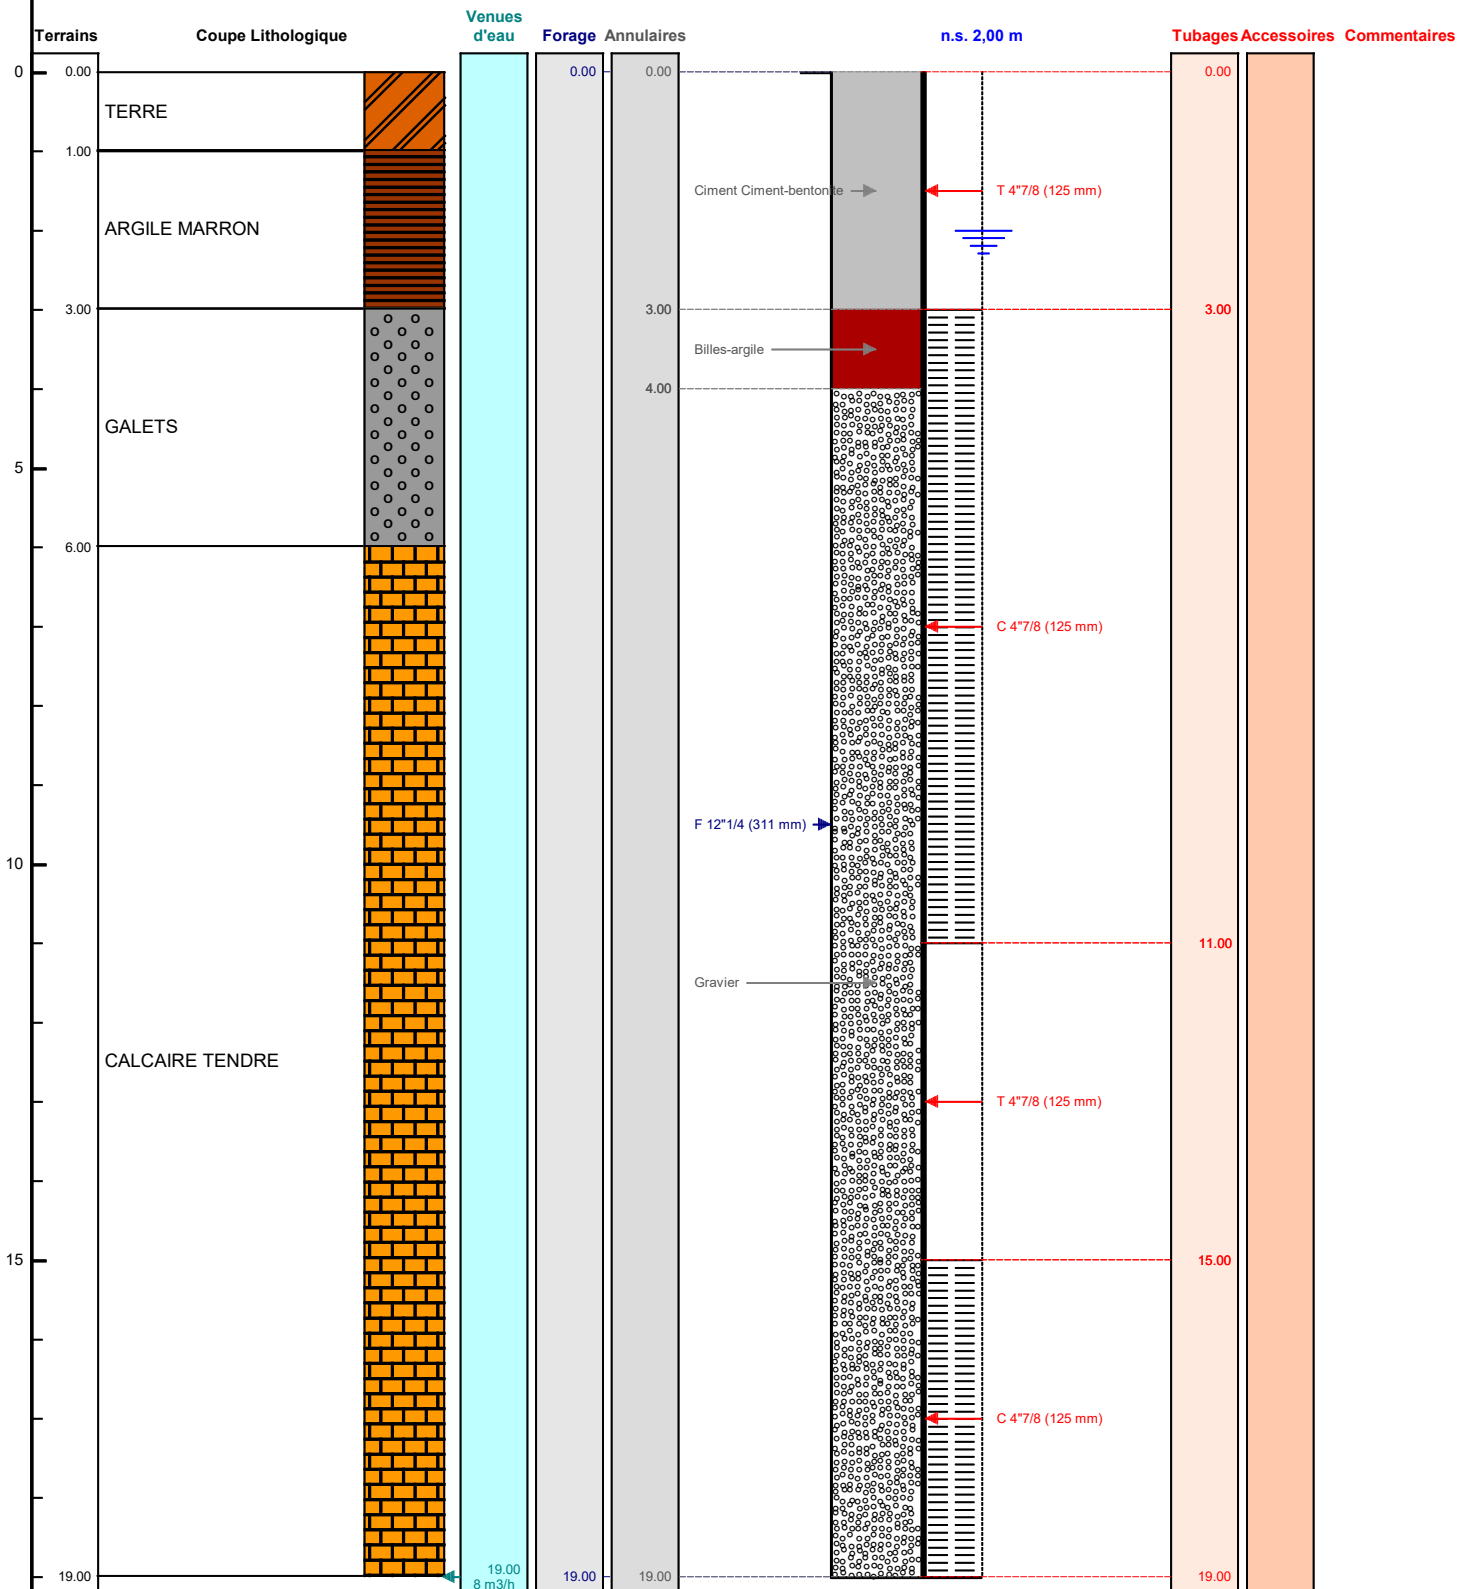 Venues
Terrains Coupe Lithologique d'eau Forage Annulaires n.s. 2,00 m Tubages Accessoires Commentaires
0 0.00 0.00 0.00 0.00
TERRE
1.00
Ciment Ciment-bentonite T 4"7/8 (125 mm)
ARGILE MARRON
3.00 3.00 3.00
Billes-argile
4.00
GALETS
5
6.00
C 4"7/8 (125 mm)
F 12"1/4 (311 mm)
10
11.00
Gravier
CALCAIRE TENDRE
T 4"7/8 (125 mm)
15 15.00
C 4"7/8 (125 mm)
19.00 19.00 19.00 19.00 19.00
8 m3/h